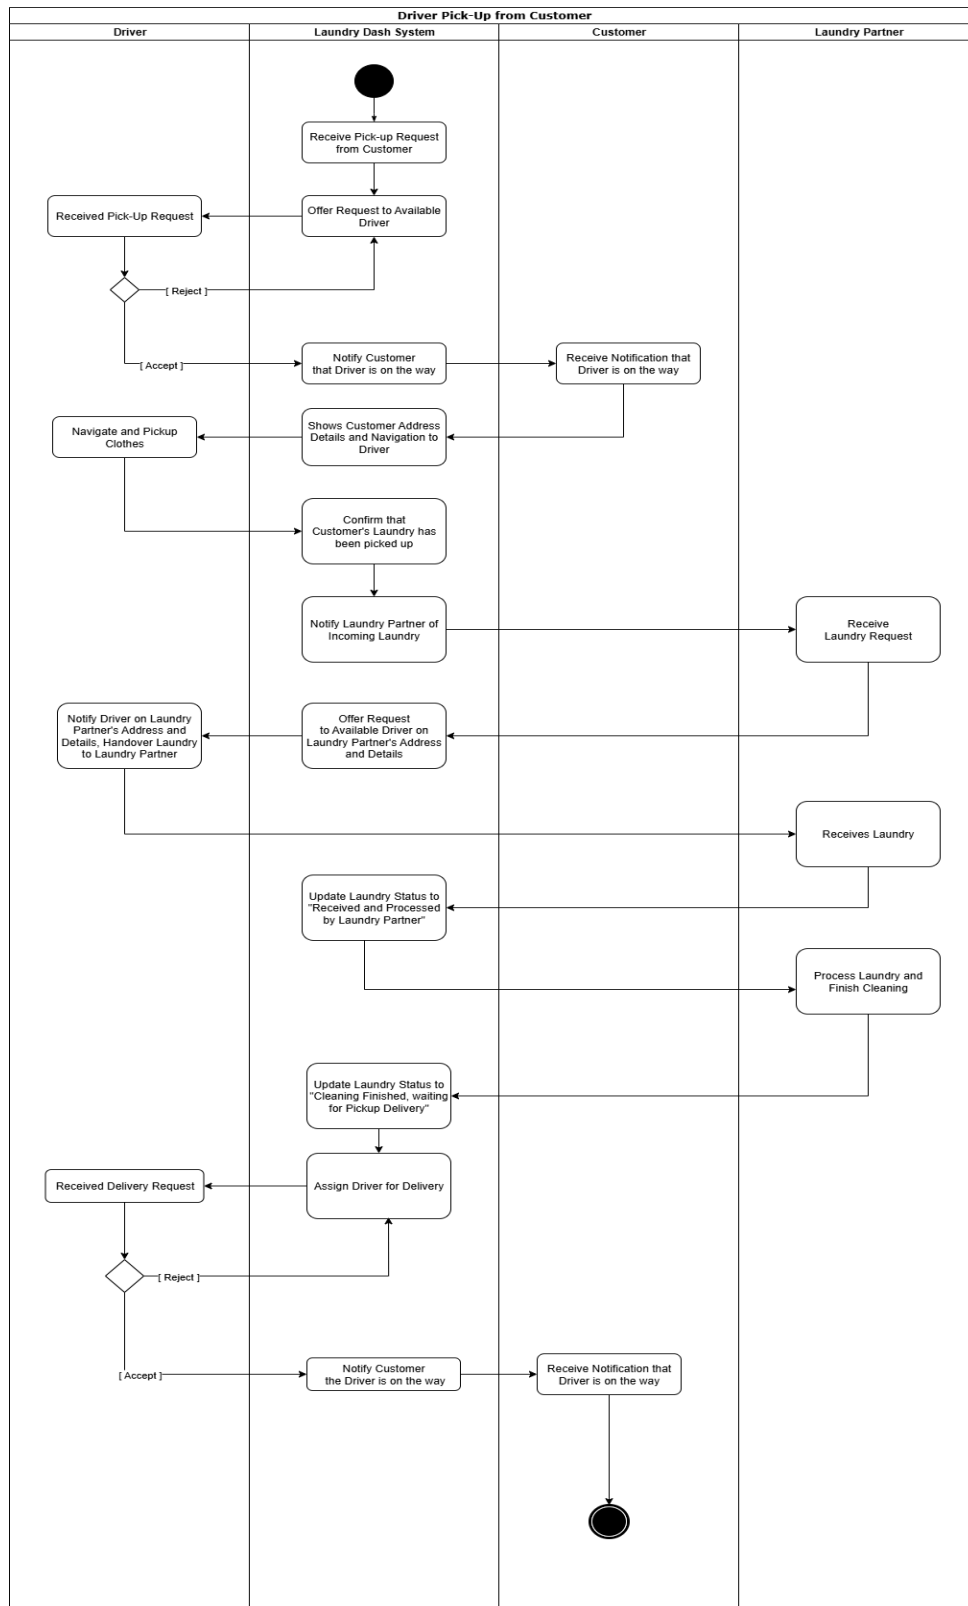 Driver Pick-Up from Customer
Driver
Laundry Dash System
Customer
Laundry Partner
Receive Pick-up Request
from Customer
Received Pick-Up Request
Offer Request to Available
Driver
[ Reject ]
[ Accept ]
Notify Customer
that Driver is on the way
Receive Notification that
Driver is on the way
Navigate and Pickup
Clothes
Shows Customer Address
Details and Navigation to
Driver
Confirm that
Customer's Laundry has
been picked up
Notify Laundry Partner of
Incoming Laundry
Receive
Laundry Request
Notify Driver on Laundry
Partner's Address and
Details, Handover Laundry
to Laundry Partner
Offer Request
to Available Driver on
Laundry Partner's Address
and Details
Receives Laundry
Update Laundry Status to
"Received and Processed
by Laundry Partner"
Process Laundry and
Finish Cleaning
Update Laundry Status to
"Cleaning Finished, waiting
for Pickup Delivery"
Received Delivery Request
Assign Driver for Delivery
[ Reject ]
[ Accept ]
Notify Customer
the Driver is on the way
Receive Notification that
Driver is on the way